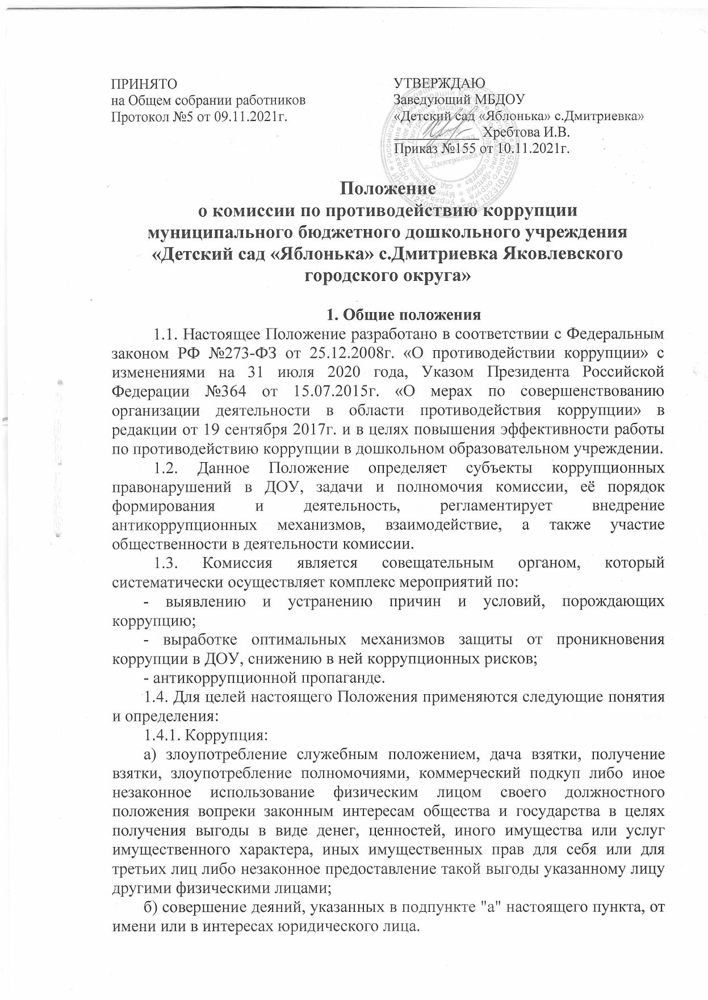 ПРИНЯТО
на Общем собрании работников
Протокол №5 от 09.11.2021г.
УТВЕРЖДАЮ
Заведующий МБДОУ
«Детский сад «Яблонька» с.Дмитриевка»
____________ Хребтова И.В.
Приказ №155 от 10.11.2021г.
Положение
о комиссии по противодействию коррупции
муниципального бюджетного дошкольного учреждения
«Детский сад «Яблонька» с.Дмитриевка Яковлевского
городского округа»
1. Общие положения
1.1. Настоящее Положение разработано в соответствии с Федеральным
законом РФ №273-ФЗ от 25.12.2008г. «О противодействии коррупции» с
изменениями на 31 июля 2020 года, Указом Президента Российской
Федерации №364 от 15.07.2015г. «О мерах по совершенствованию
организации деятельности в области противодействия коррупции» в
редакции от 19 сентября 2017г. и в целях повышения эффективности работы
по противодействию коррупции в дошкольном образовательном учреждении.
1.2. Данное Положение определяет субъекты коррупционных
правонарушений в ДОУ, задачи и полномочия комиссии, её порядок
формирования и деятельность, регламентирует внедрение
антикоррупционных механизмов, взаимодействие, а также участие
общественности в деятельности комиссии.
1.3. Комиссия является совещательным органом, который
систематически осуществляет комплекс мероприятий по:
- выявлению и устранению причин и условий, порождающих
коррупцию;
- выработке оптимальных механизмов защиты от проникновения
коррупции в ДОУ, снижению в ней коррупционных рисков;
- антикоррупционной пропаганде.
1.4. Для целей настоящего Положения применяются следующие понятия
и определения:
1.4.1. Коррупция:
а) злоупотребление служебным положением, дача взятки, получение
взятки, злоупотребление полномочиями, коммерческий подкуп либо иное
незаконное использование физическим лицом своего должностного
положения вопреки законным интересам общества и государства в целях
получения выгоды в виде денег, ценностей, иного имущества или услуг
имущественного характера, иных имущественных прав для себя или для
третьих лиц либо незаконное предоставление такой выгоды указанному лицу
другими физическими лицами;
б) совершение деяний, указанных в подпункте "а" настоящего пункта, от
имени или в интересах юридического лица.